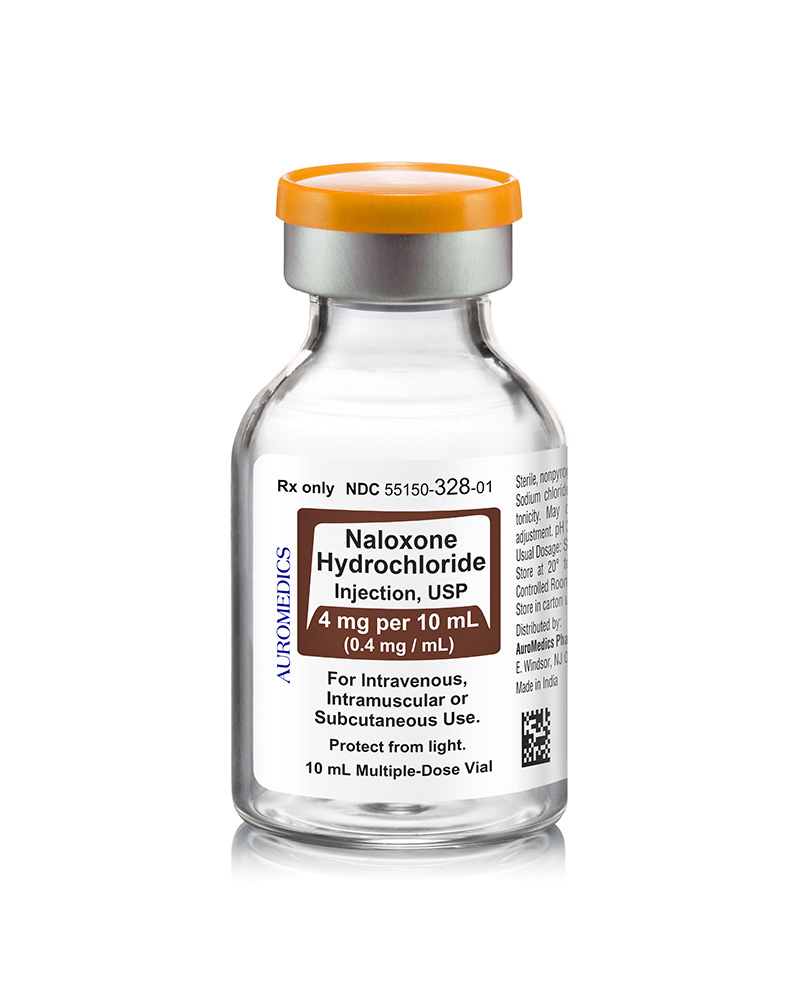 Rx only NDC 55150-328-01
AUROMEDICS
Naloxone
Hydrochloride
Injection, USP
4 mg per 10 mL
(0.4 mg / mL)
For Intravenous,
Intramuscular or
Subcutaneous Use.
Protect from light.
10 mL Multiple-Dose Vial
Sterile,
Sodium
tonicity. May
adjustment. pH
Usual Dosage:
Store at 20°
Controlled Room
Store in carton
Distributed by:
AuroMedics
E. Windsor, NJ
Made in India